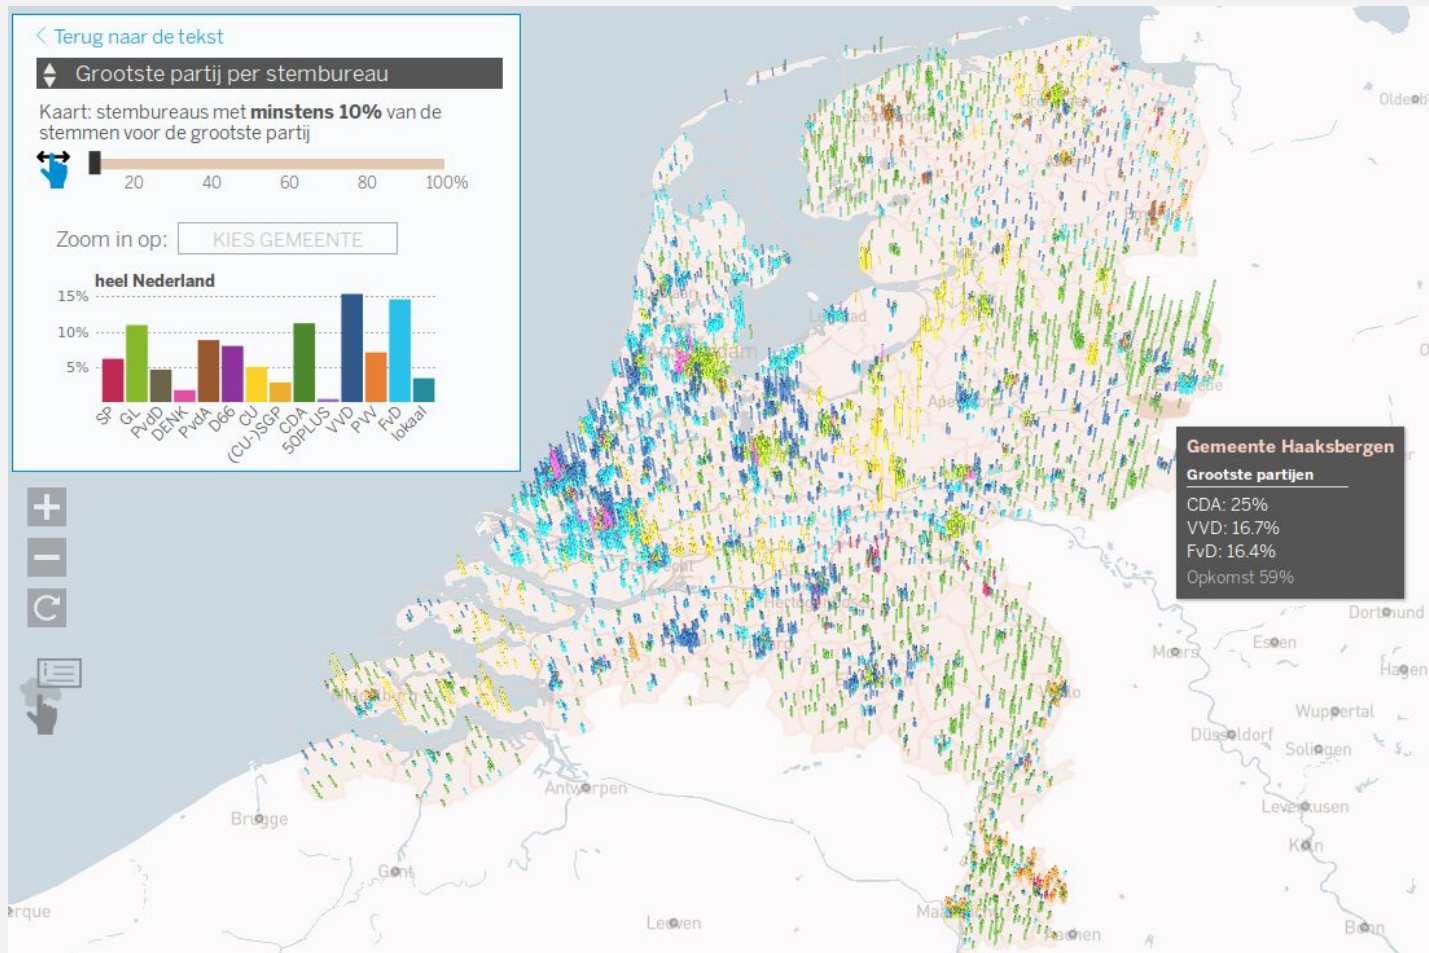 Terug naar de tekst
Grootste partij per stembureau
Kaart: stembureaus met minstens 10% van de
stemmen voor de grootste partij
20 40 60 80 100%
Zoom in op: KIES GEMEENTE
heel Nederland
15%
10%
5%
SP GL PvdD DENK PvdA D66 CU (CU-)SGP CDA 50PLUS VVD PVV FvD lokaal
Gemeente Haaksbergen
Grootste partijen
CDA: 25%
VVD: 16.7%
FvD: 16.4%
Opkomst 59%
Dortmund
Essen
Moers
Hagen
Wuppertal
Düsseldorf
Solingen
Antwerpen
Leverkusen
Brugge
Köln
Gent
Leuven
Aachen
Bonn